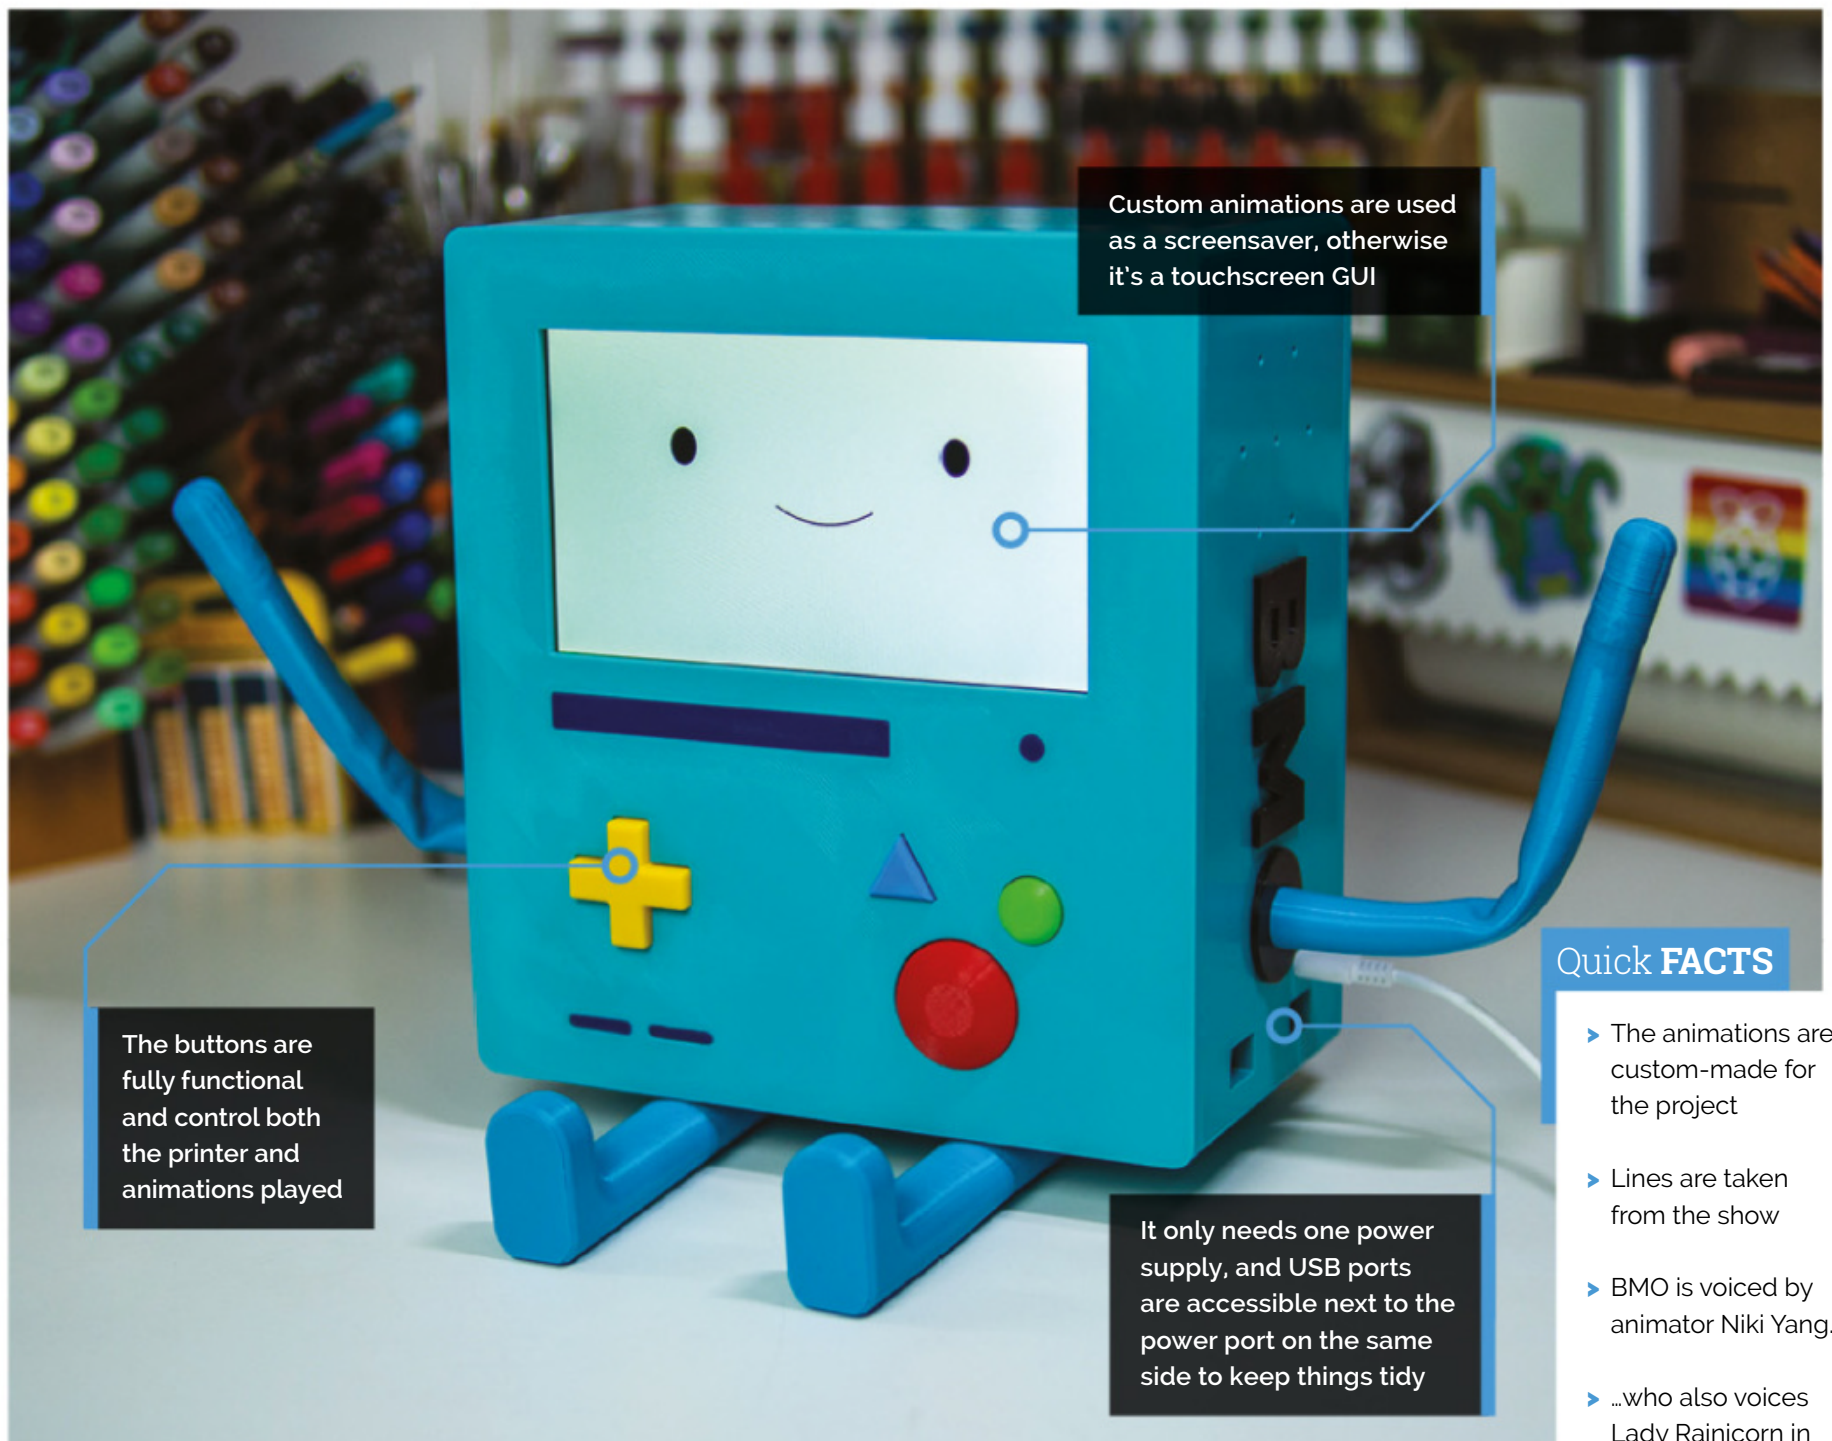 Custom animations are used
as a screensaver, otherwise
it's a touchscreen GUI
BMO
The buttons are
fully functional
and control both
the printer and
animations played
It only needs one power
supply, and USB ports
are accessible next to the
power port on the same
side to keep things tidy
Quick FACTS
> The animations are
custom-made for
the project
> Lines are taken
from the show
> BMO is voiced by
animator Niki Yang.
> …who also voices
Lady Rainicorn in